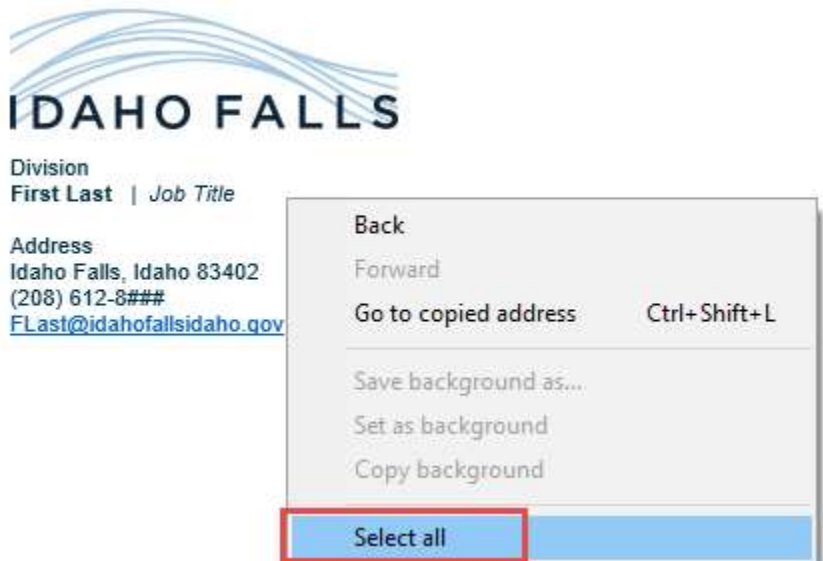 IDAHO FALLS
Division
First Last | Job Title
Address
Idaho Falls, Idaho 83402
(208) 612-8###
FLast@idahofallsidaho.gov
Back
Forward
Go to copied address Ctrl+Shift+L
Save background as...
Set as background
Copy background
Select all